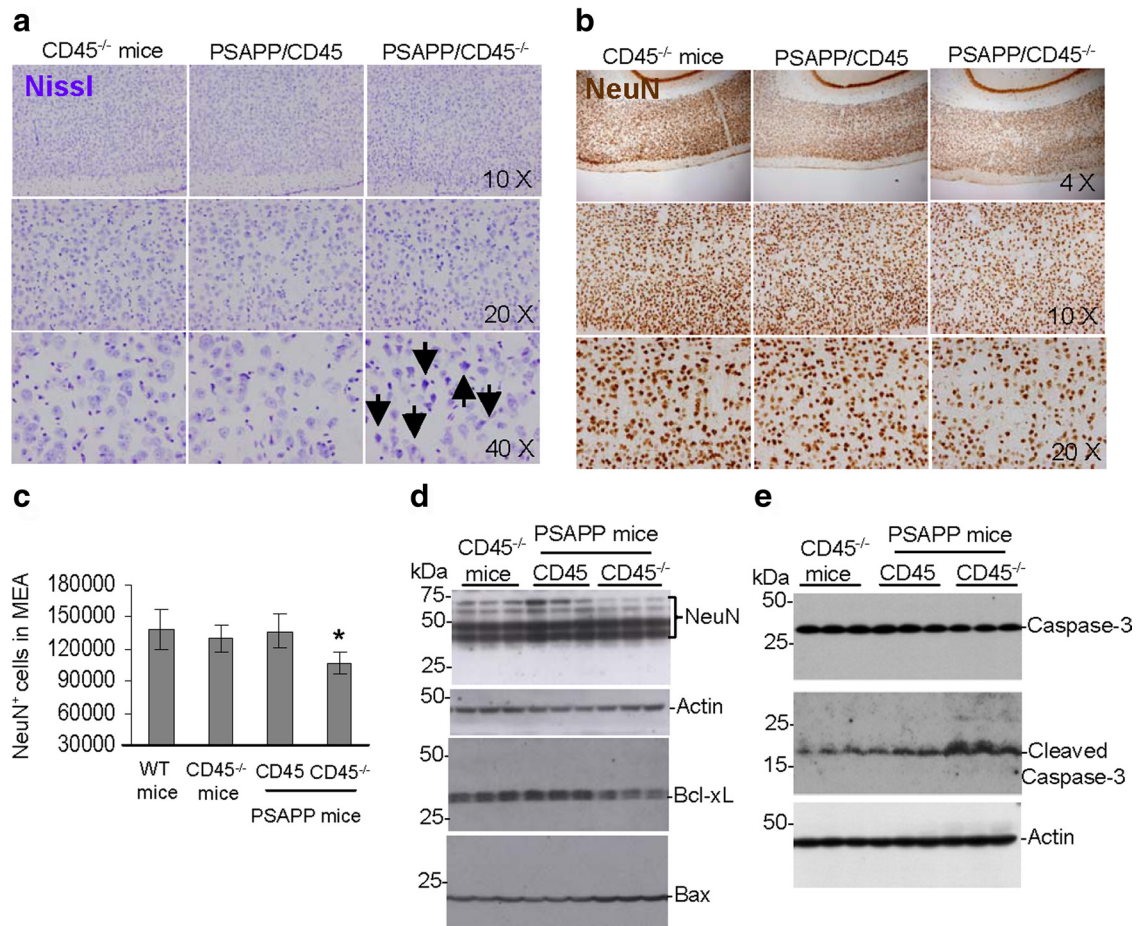 a
CD45-/- mice PSAPP/CD45 PSAPP/CD45-/-
Nissl
10 X
20 X
40 X
b
CD45-/- mice PSAPP/CD45 PSAPP/CD45-/-
NeuN
4 X
10 X
20 X
c
NeuN+ cells in MEA
180000
150000
120000
90000
60000
30000
WT mice
CD45-/- mice
CD45 CD45-/-
PSAPP mice
*
d
PSAPP mice
CD45-/- mice
CD45 CD45-/-
kDa
75-
50-
NeuN
25-
50-
-Actin
50-
-Bcl-xL
25-
25-
-Bax
e
PSAPP mice
CD45-/- mice
CD45 CD45-/-
kDa
50-
-Caspase-3
25-
25-
-Cleaved
Caspase-3
15-
50-
-Actin